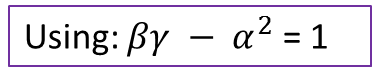 Using: 𝛽𝛾 − 𝛼² = 1